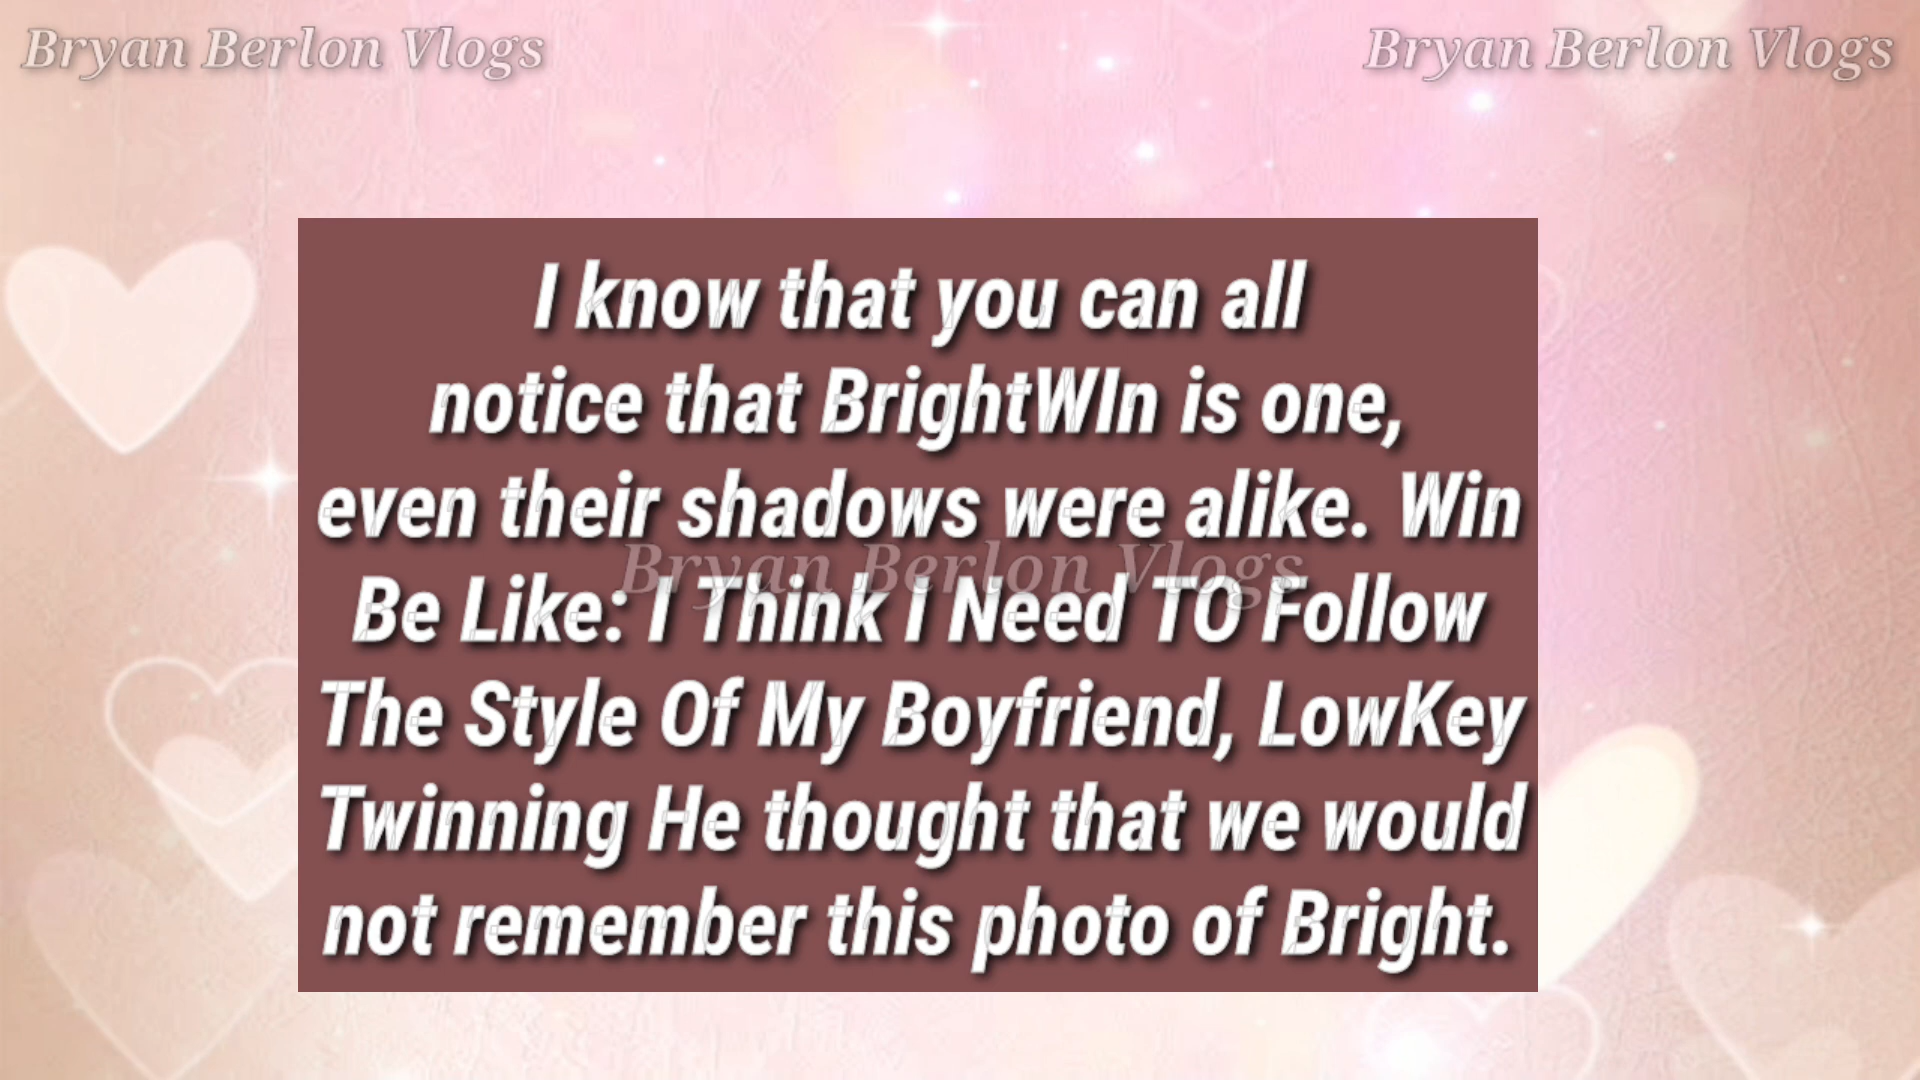 Bryan Berlon Vlogs Bryan Berlon Vlogs
I know that you can all
notice that BrightWIn is one,
even their shadows were alike. Win
Bryan Berlon Vlogs
Be Like: I Think I Need TO Follow
The Style Of My Boyfriend, LowKey
Twinning He thought that we would
not remember this photo of Bright.